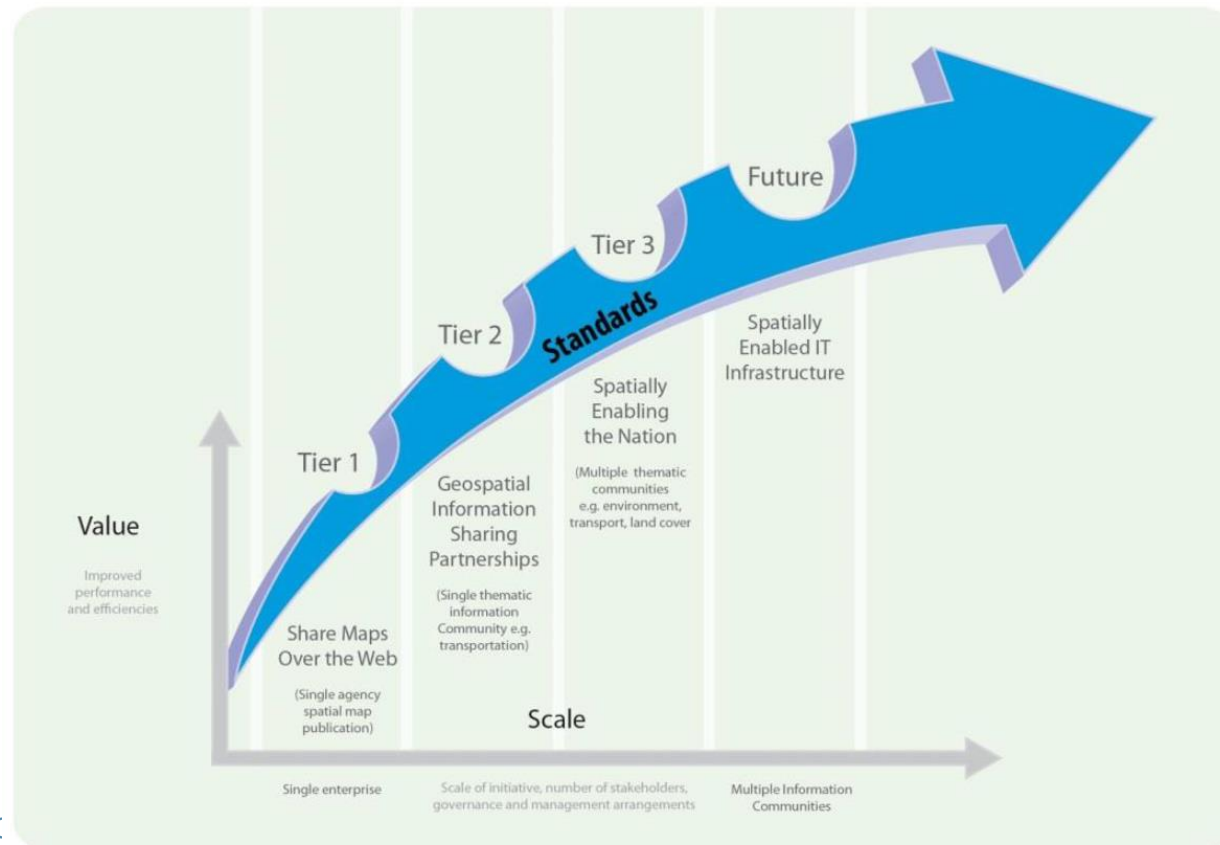 Future
Tier 3
Tier 2
Standards
Tier 1
Spatially
Enabled IT
Infrastructure
Spatially
Enabling
the Nation
(Multiple thematic
communities
e.g. environment,
transport, land cover
Geospatial
Information
Sharing
Partnerships
(Single thematic
information
Community e.g.
transportation)
Value
Improved
performance
and efficiencies
Share Maps
Over the Web
(Single agency
spatial map
publication)
Scale
Single enterprise
Scale of initiative, number of stakeholders,
governance and management arrangements
Multiple Information
Communities